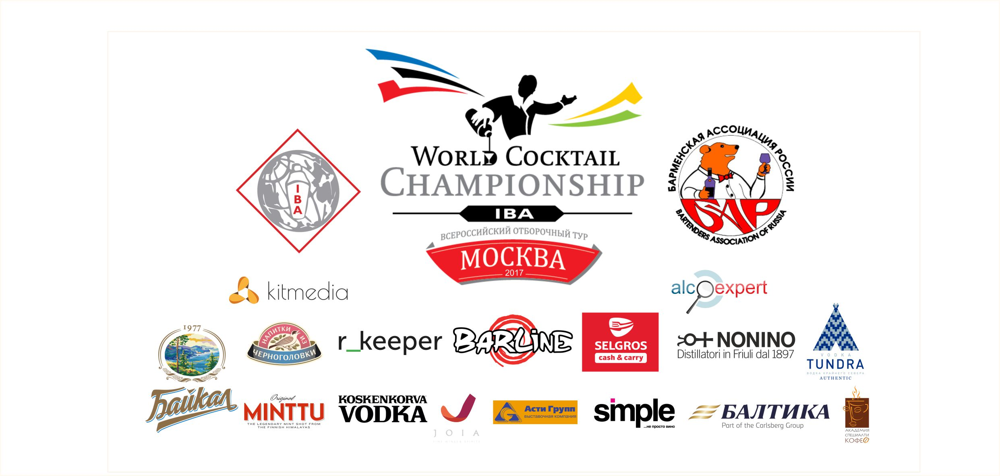 WORLD COCKTAIL
CHAMPIONSHIP
IBA
ВСЕРОССИЙСКИЙ ОТБОРОЧНЫЙ ТУР
МОСКВА
2017
I
B
A
БАРМЕНСКАЯ АССОЦИАЦИЯ РОССИИ
БАР
BARTENDERS ASSOCIATION OF RUSSIA
kitmedia
alcoexpert
1977
Байкал
НАПИТКИ ИЗ
ЧЕРНОГОЛОВКИ
r_keeper
BARLINE
SELGROS
cash & carry
NONINO
Distillatori in Friuli dal 1897
VODKA
TUNDRA
ВОДКА КРАЙНЕГО СЕВЕРА
AUTHENTIC
Original
MINTTU
THE LEGENDARY MINT SHOT FROM
THE FINNISH HIMALAYAS
KOSKENKORVA
VODKA
JOIA
FINE WINES & SPIRITS
Асти Групп
выставочная компания
simple
...не просто вино
БАЛТИКА
Part of the Carlsberg Group
АКАДЕМИЯ
СПЕШИАЛТИ
КОФЕ